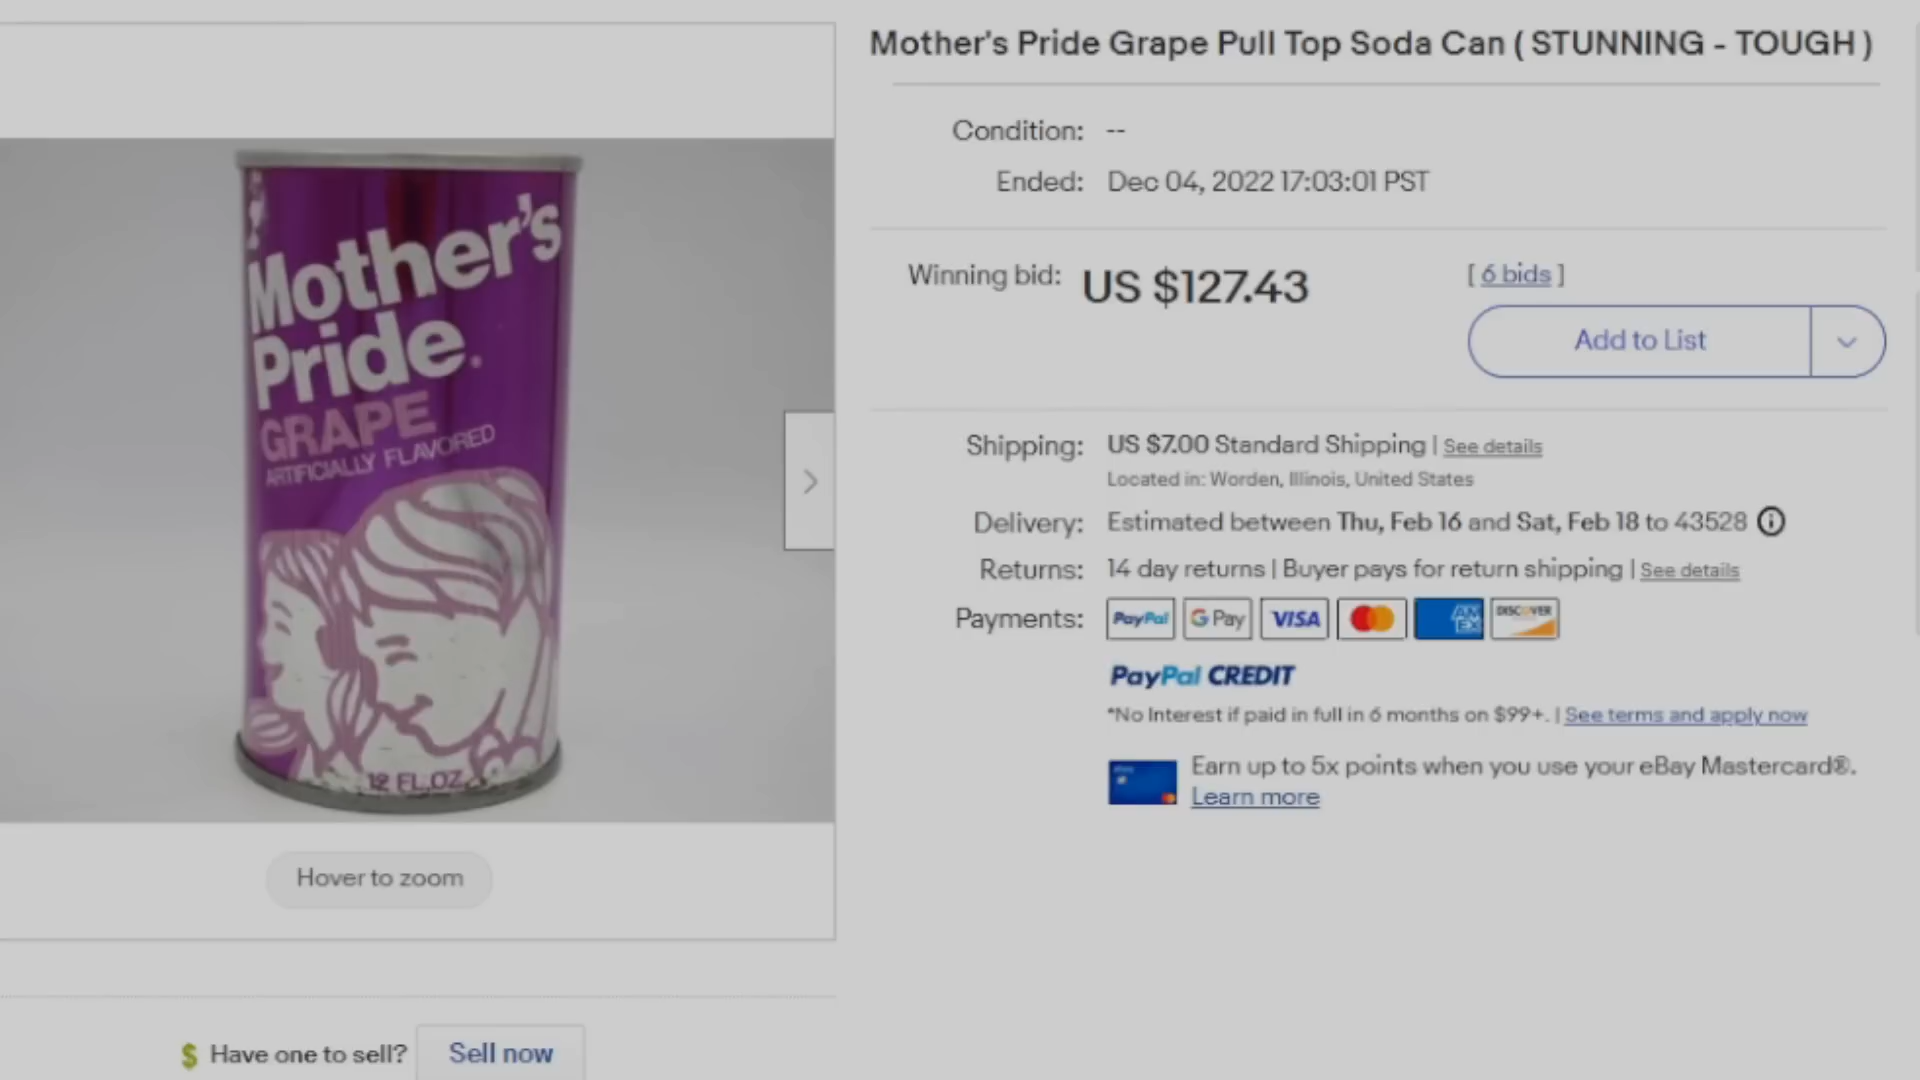 Mother's Pride Grape Pull Top Soda Can ( STUNNING - TOUGH )
Condition: --
Ended: Dec 04, 2022 17:03:01 PST
Winning bid: US $127.43
[ 6 bids ]
Add to List
Shipping: US $7.00 Standard Shipping | See details
Located in: Worden, Illinois, United States
Delivery: Estimated between Thu, Feb 16 and Sat, Feb 18 to 43528
Returns: 14 day returns | Buyer pays for return shipping | See details
Payments: PayPal G Pay VISA AM EX DISCOVER
PayPal CREDIT
*No Interest if paid in full in 6 months on $99+. | See terms and apply now
Earn up to 5x points when you use your eBay Mastercard®.
Learn more
Mother's
Pride.
GRAPE
ARTIFICIALLY FLAVORED
12 FL.OZ.
Hover to zoom
$ Have one to sell? Sell now